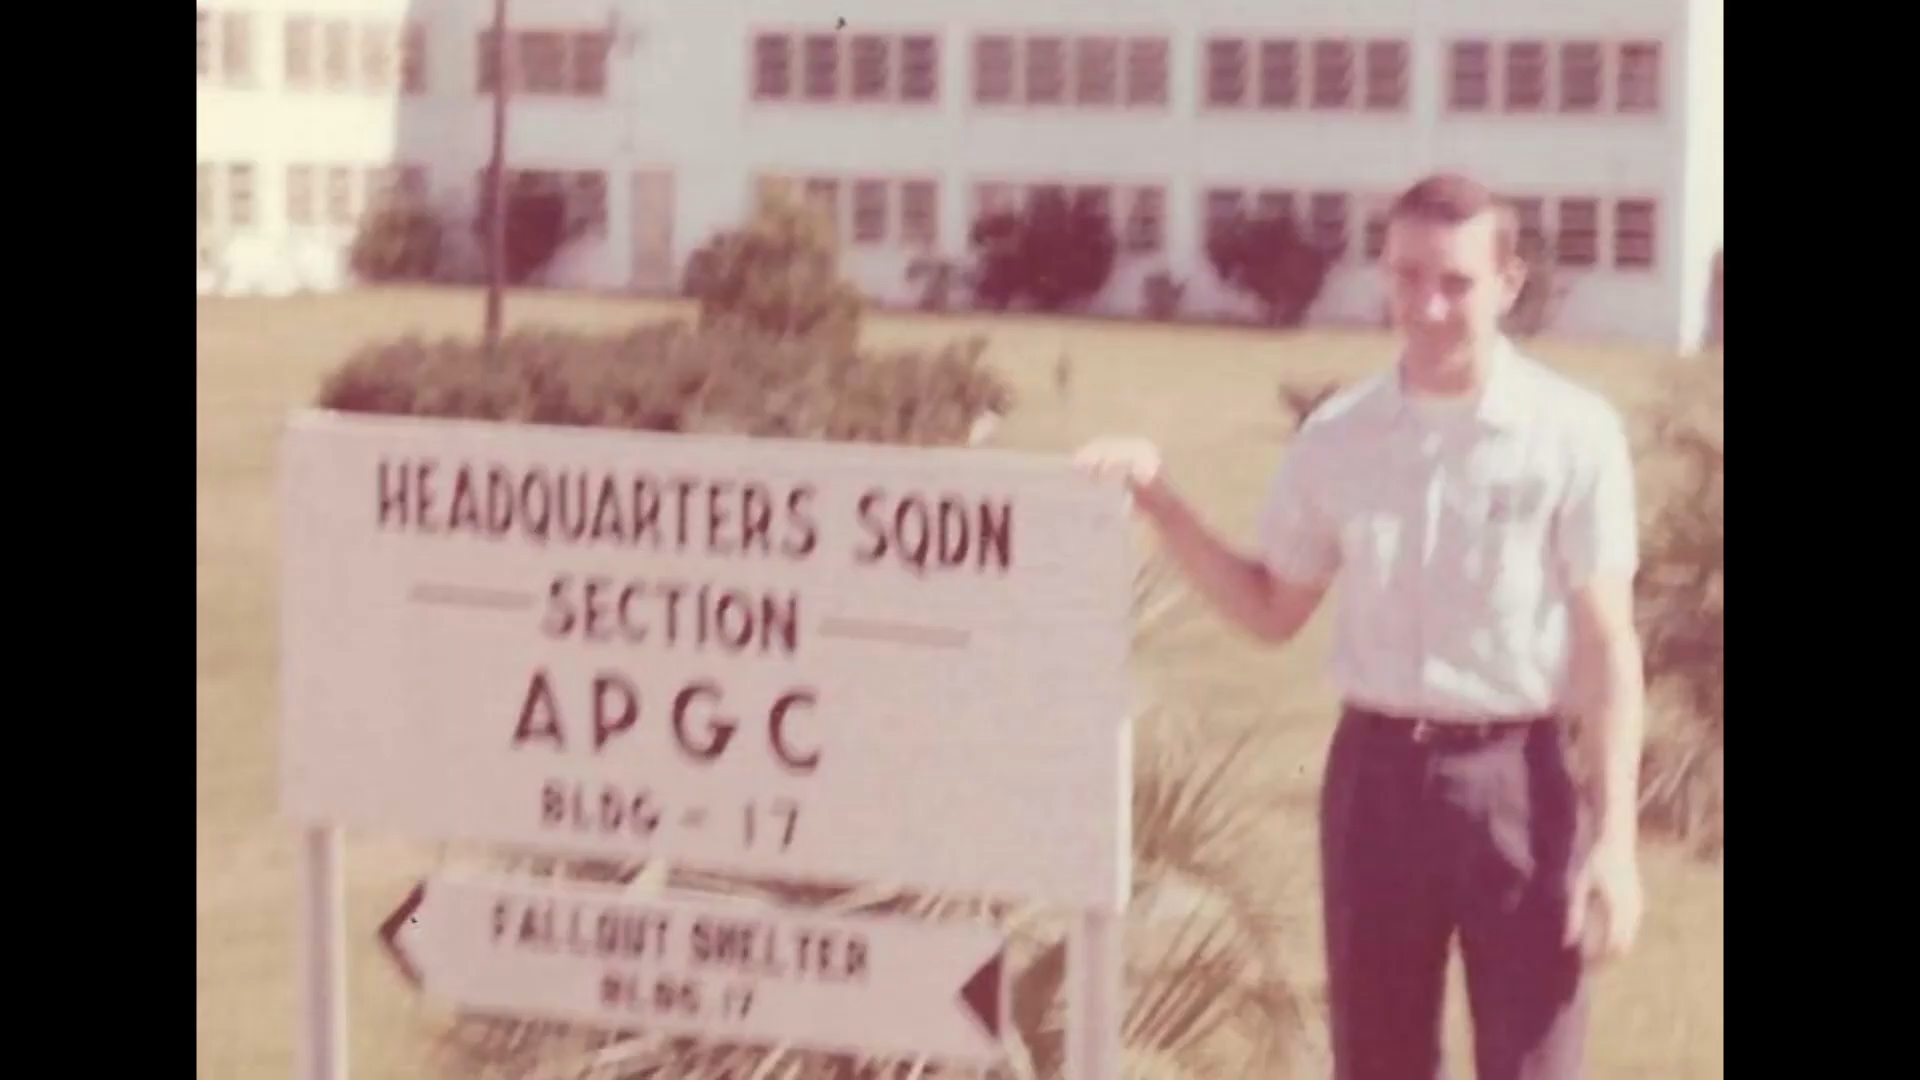 HEADQUARTERS SQDN
SECTION
APGC
BLDG - 17
FALLOUT SHELTER
BLDG 17